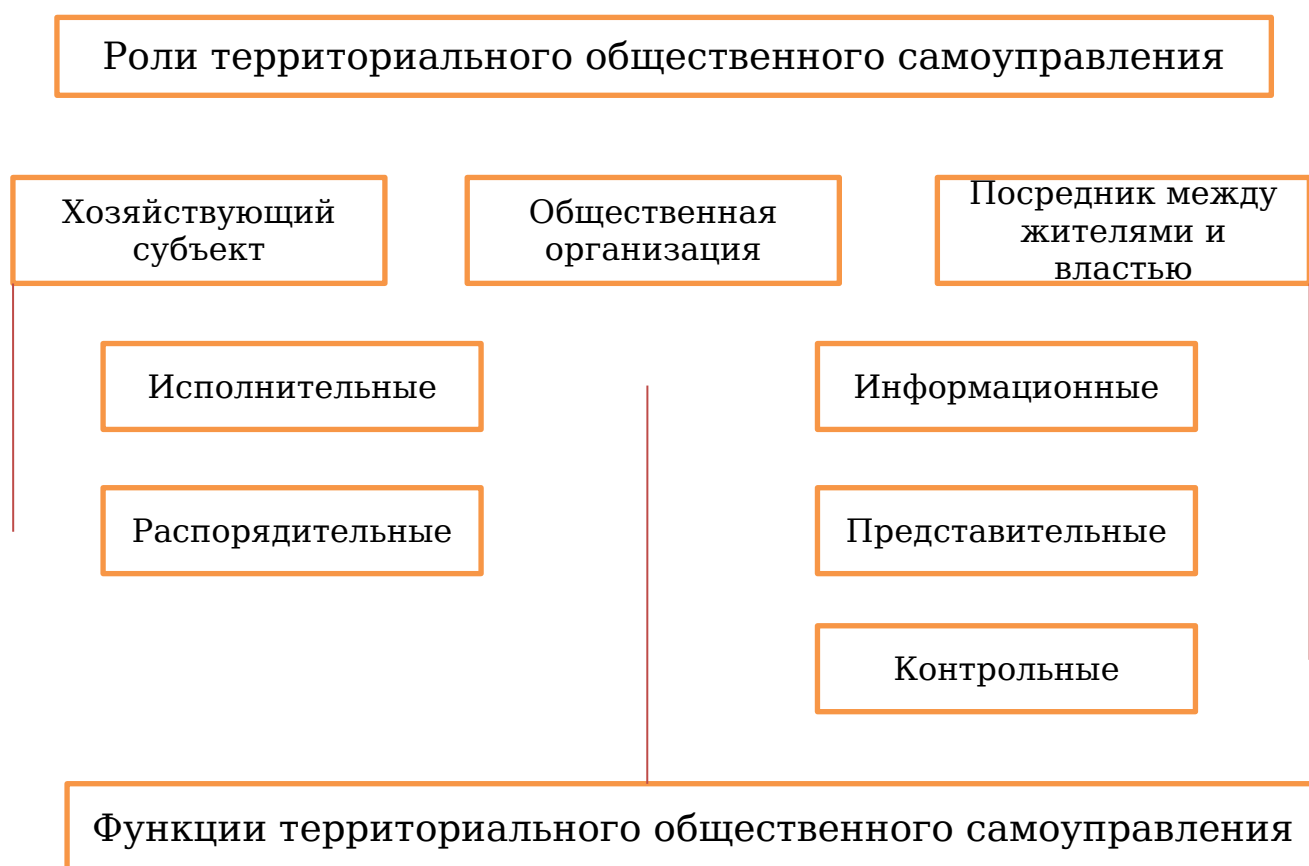 Роли территориального общественного самоуправления
Хозяйствующий
субъект
Общественная
организация
Посредник между
жителями и
властью
Исполнительные
Информационные
Распорядительные
Представительные
Контрольные
Функции территориального общественного самоуправления